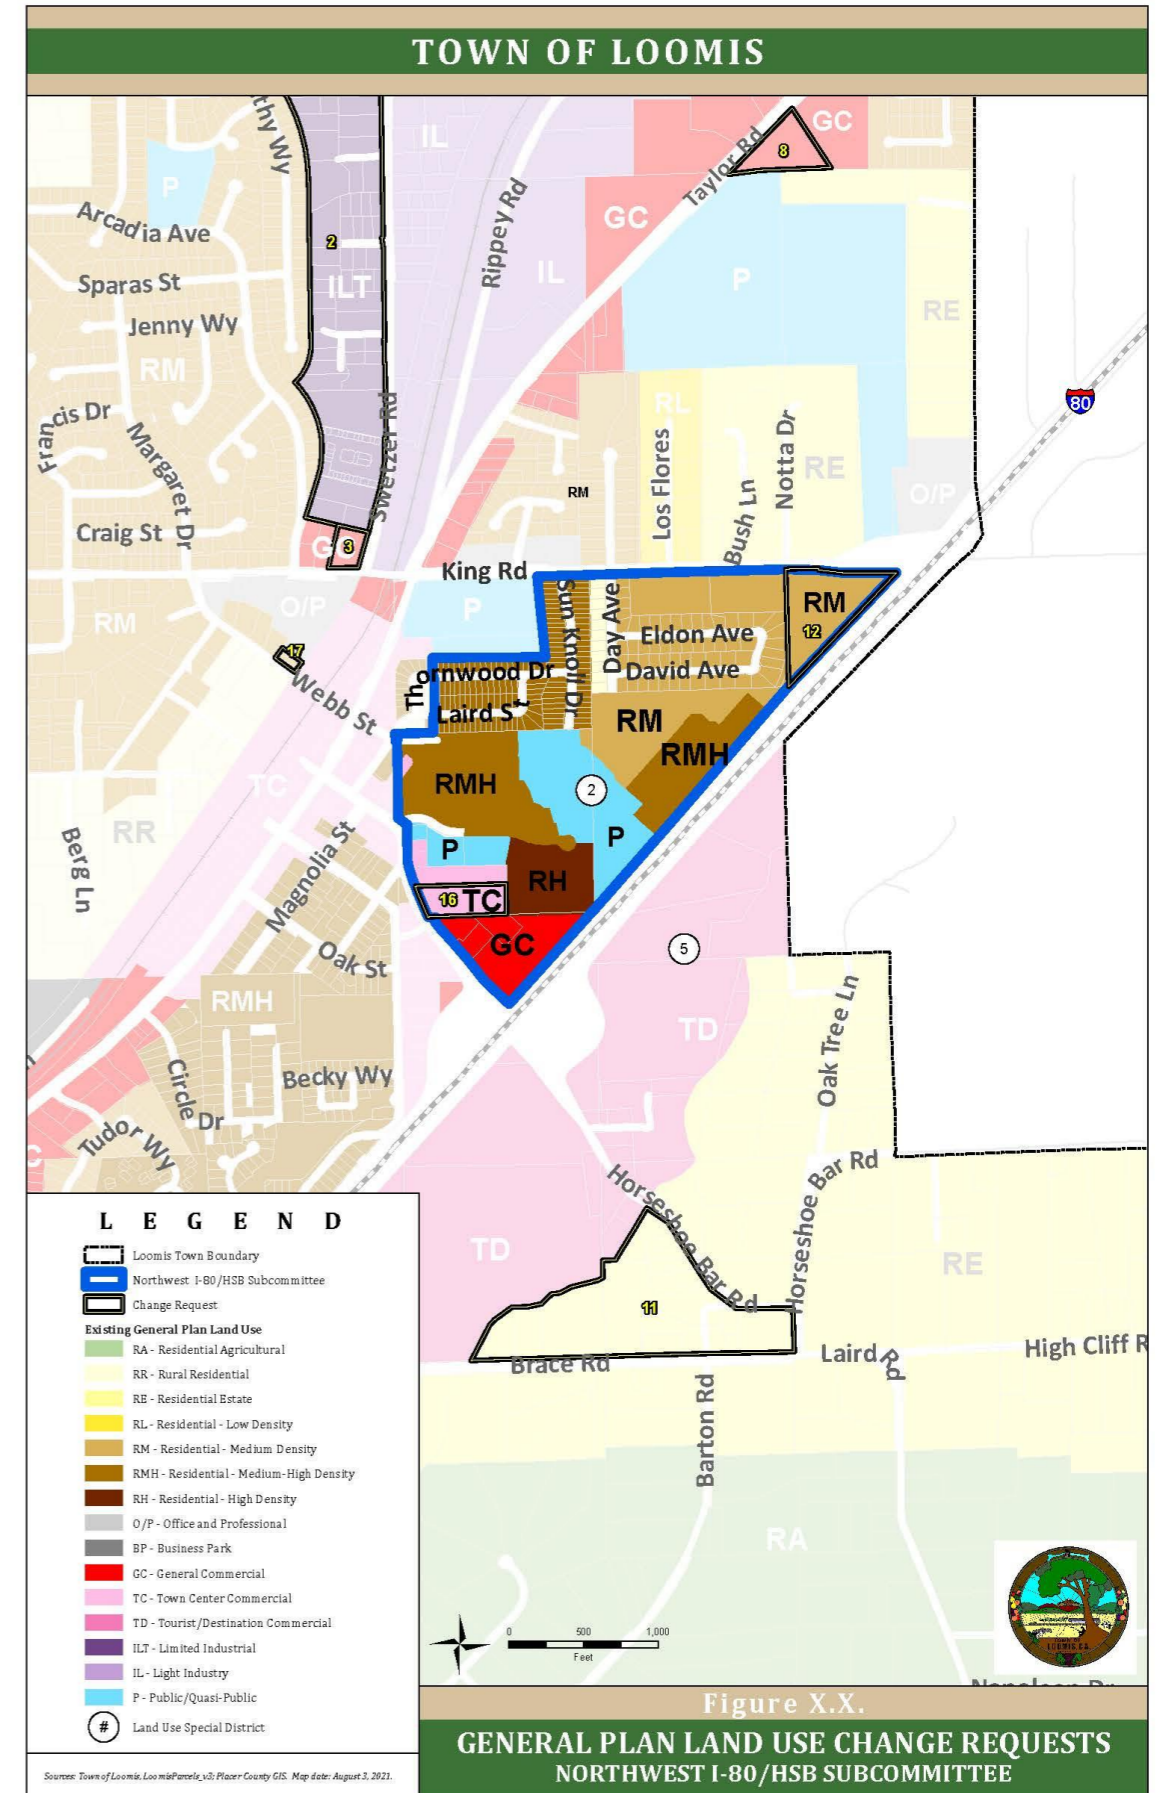 TOWN OF LOOMIS
GC
8
Taylor Rd
thy Wy
IL
P
Rippey Rd
GC
Arcadia Ave
2
IL
P
Sparas St
ILT
RE
Jenny Wy
RM
80
Swetzer Rd
RL
Francis Dr
Margaret Dr
Los Flores
Notta Dr
RE
Bush Ln
O/P
RM
Craig St
GC
3
King Rd
O/P
P
RM
Sun Knoll Dr
Day Ave
RM
12
Eldon Ave
David Ave
17
Webb St
Thornwood Dr
Laird St
RM
RMH
RMH
2
TC
P
P
RR
Berg Ln
Magnolia St
RH
16 TC
GC
5
Oak St
RMH
TD
Oak Tree Ln
Becky Wy
Circle Dr
Tudor Wy
C
Horseshoe Bar Rd
Horseshoe Bar Rd
TD
RE
11
Brace Rd
Laird Rd
High Cliff R
Barton Rd
RA
LEGEND
Loomis Town Boundary
Northwest I-80/HSB Subcommittee
Change Request
Existing General Plan Land Use
RA - Residential Agricultural
RR - Rural Residential
RE - Residential Estate
RL - Residential - Low Density
RM - Residential - Medium Density
RMH - Residential - Medium-High Density
RH - Residential - High Density
O/P - Office and Professional
BP - Business Park
GC - General Commercial
TC - Town Center Commercial
TD - Tourist/Destination Commercial
ILT - Limited Industrial
IL - Light Industry
P - Public/Quasi-Public
# Land Use Special District
Sources: Town of Loomis, LoomisParcels_v3; Placer County GIS. Map date: August 3, 2021.
0 500 1,000
Feet
Figure X.X.
GENERAL PLAN LAND USE CHANGE REQUESTS
NORTHWEST I-80/HSB SUBCOMMITTEE